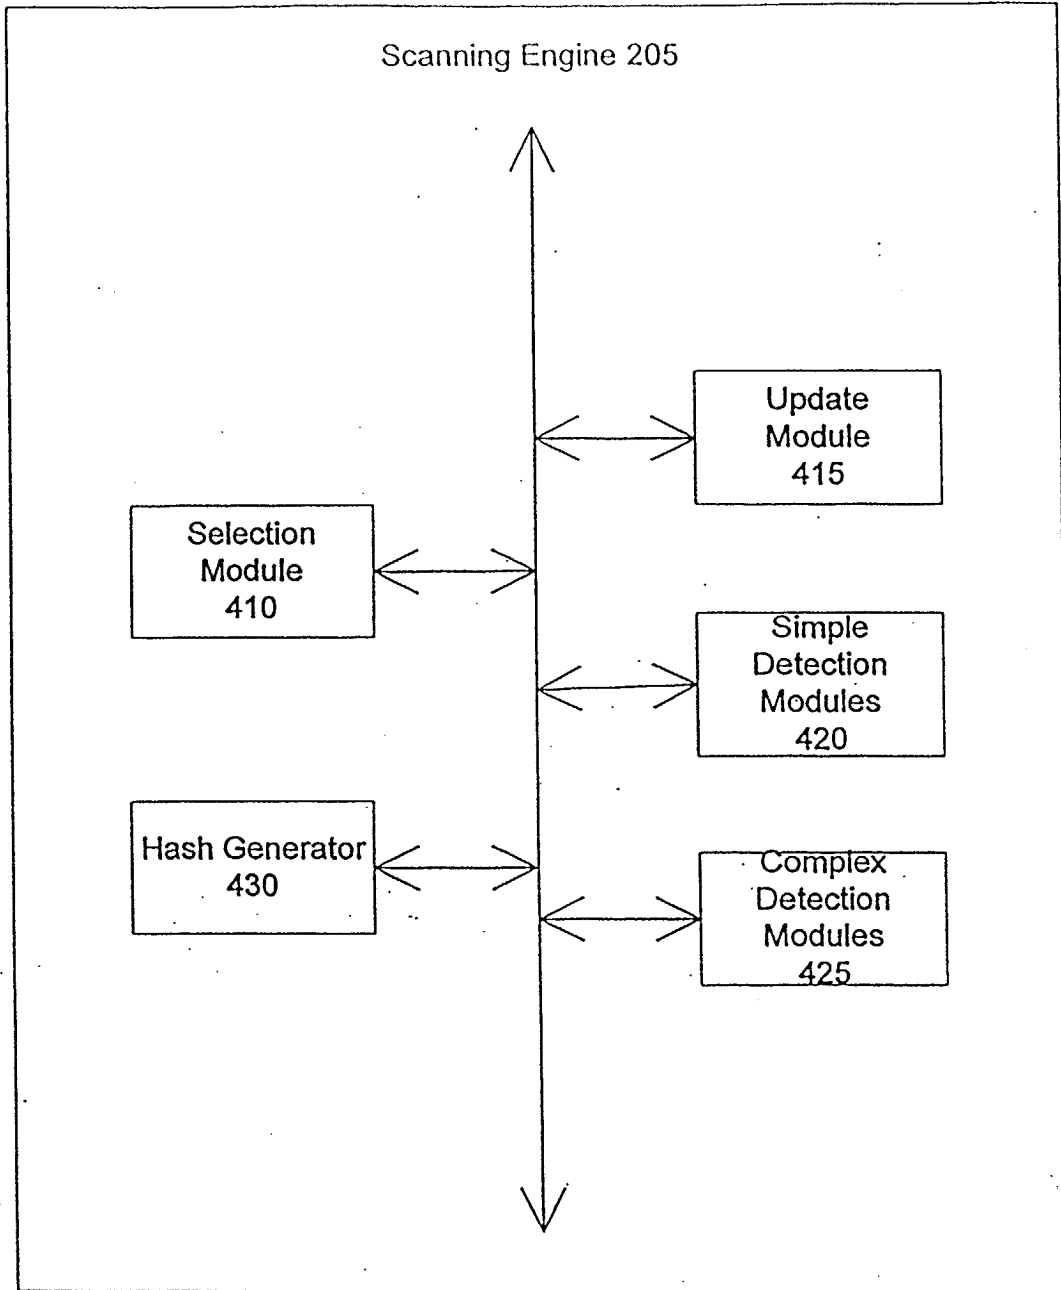 Scanning Engine 205
Update
Module
415
Selection
Module
410
Simple
Detection
Modules
420
Hash Generator
430
Complex
Detection
Modules
425